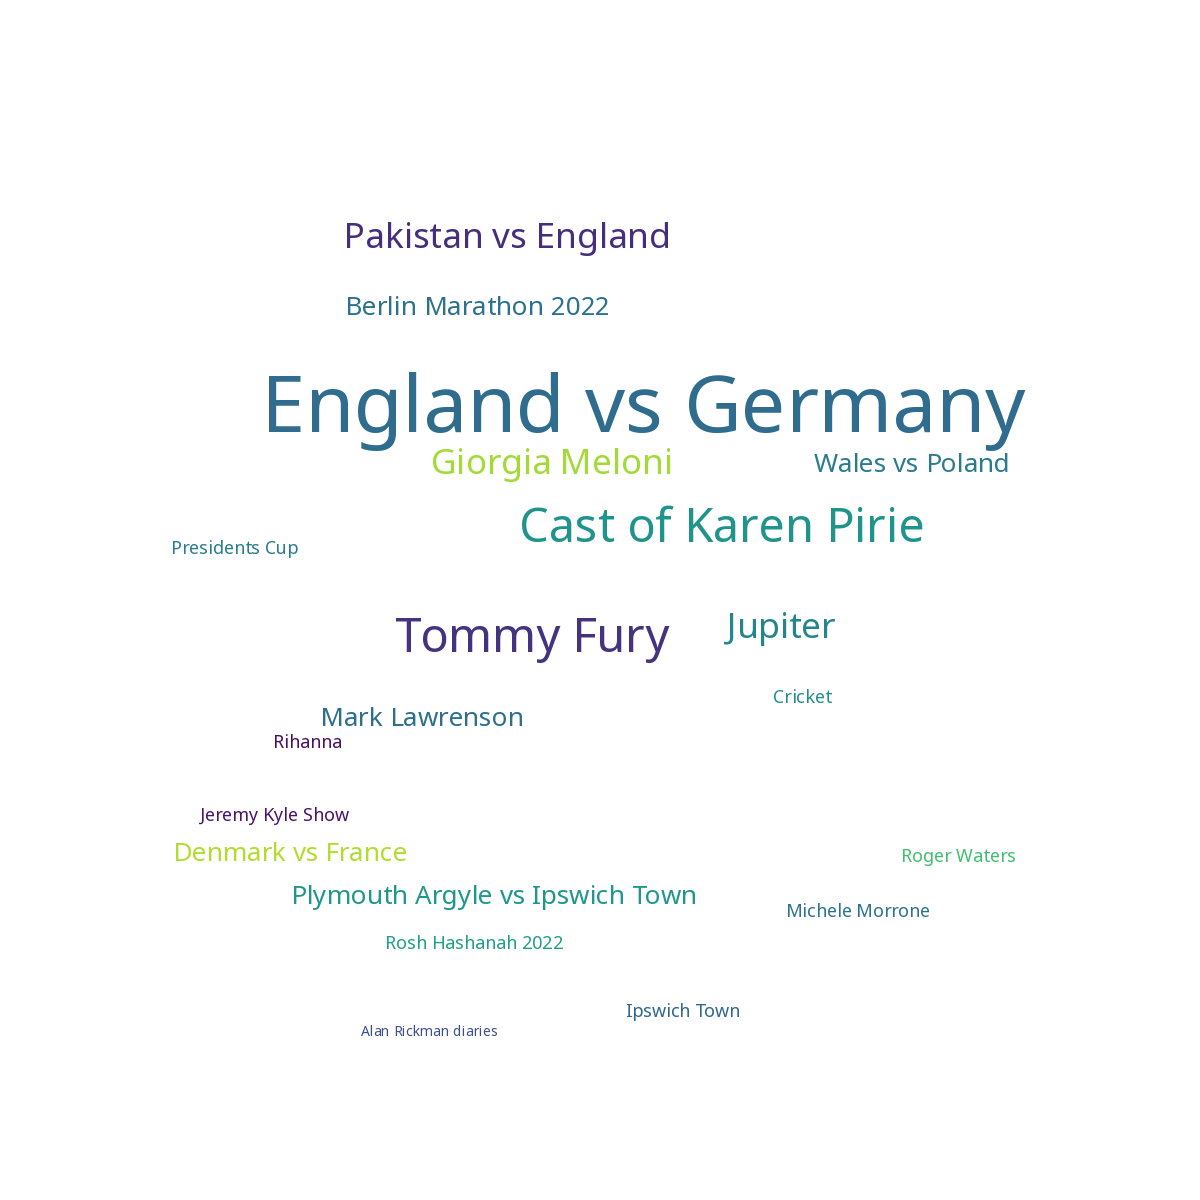 Pakistan vs England
Berlin Marathon 2022
England vs Germany
Giorgia Meloni
Wales vs Poland
Cast of Karen Pirie
Presidents Cup
Tommy Fury
Jupiter
Cricket
Mark Lawrenson
Rihanna
Jeremy Kyle Show
Denmark vs France
Roger Waters
Plymouth Argyle vs Ipswich Town
Michele Morrone
Rosh Hashanah 2022
Ipswich Town
Alan Rickman diaries